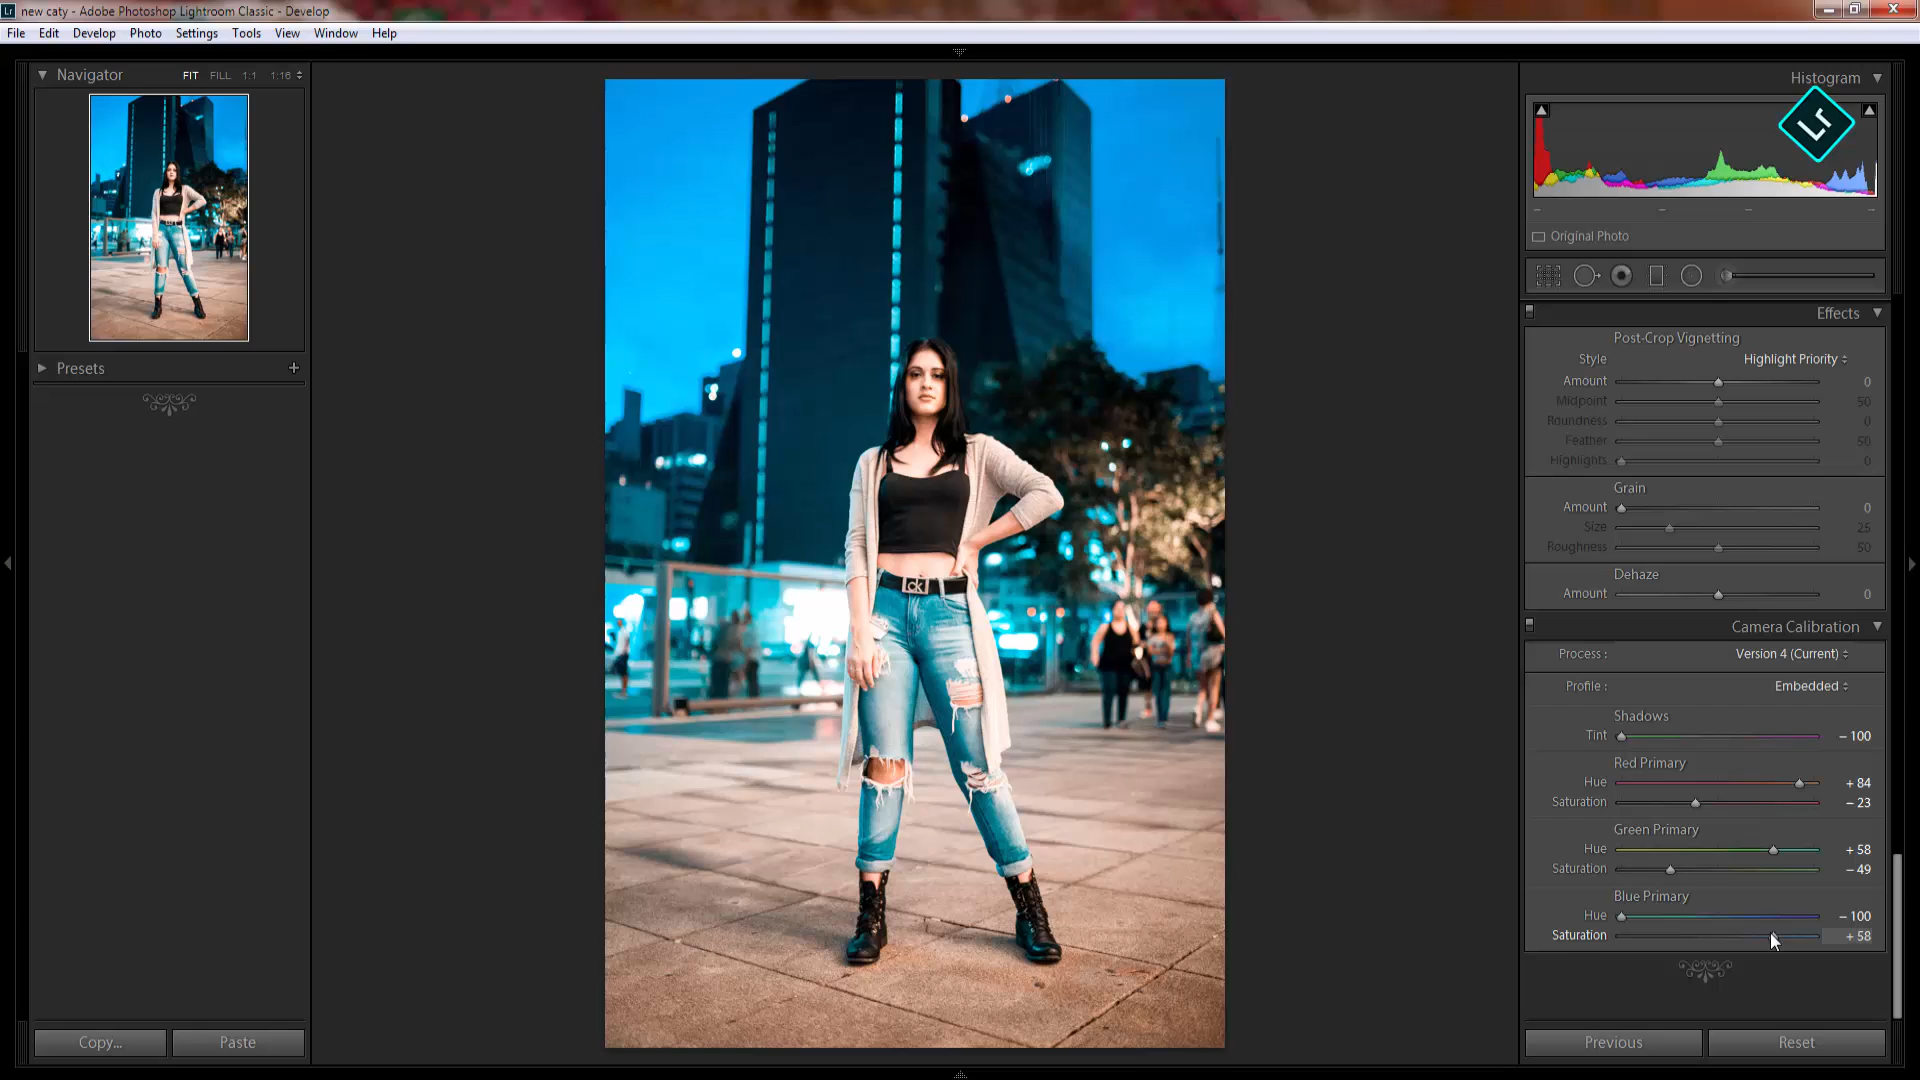 Lr new caty - Adobe Photoshop Lightroom Classic - Develop
File Edit Develop Photo Settings Tools View Window Help
Navigator FIT FILL 1:1 1:16
Presets +
Copy... Paste
CK
Histogram
Lr
Original Photo
Effects
Post-Crop Vignetting
Style Highlight Priority
Amount 0
Midpoint 50
Roundness 0
Feather 50
Highlights 0
Grain
Amount 0
Size 25
Roughness 50
Dehaze
Amount 0
Camera Calibration
Process : Version 4 (Current)
Profile : Embedded
Shadows
Tint – 100
Red Primary
Hue + 84
Saturation – 23
Green Primary
Hue + 58
Saturation – 49
Blue Primary
Hue – 100
Saturation + 58
Previous Reset